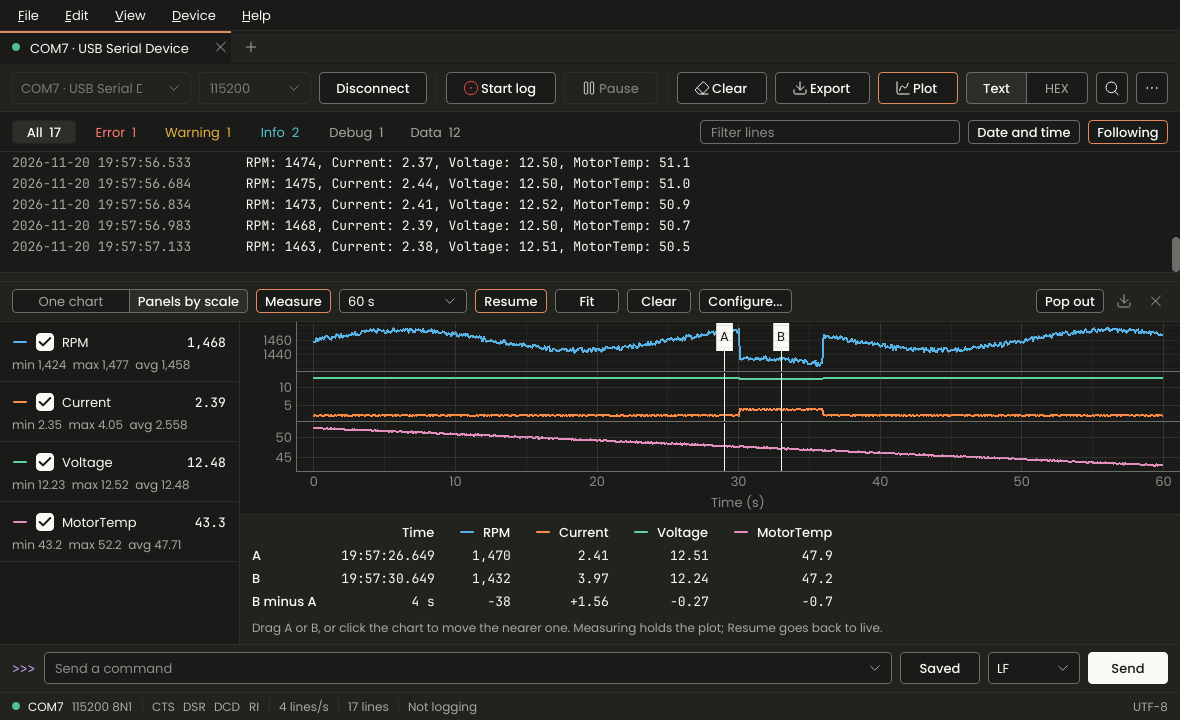 File Edit View Device Help
COM7 · USB Serial Device
COM7 · USB Serial D 115200 Disconnect Start log Pause Clear Export Plot Text HEX ...
All 17 Error 1 Warning 1 Info 2 Debug 1 Data 12 Filter lines Date and time Following
2026-11-20 19:57:56.533 RPM: 1474, Current: 2.37, Voltage: 12.50, MotorTemp: 51.1
2026-11-20 19:57:56.684 RPM: 1475, Current: 2.44, Voltage: 12.50, MotorTemp: 51.0
2026-11-20 19:57:56.834 RPM: 1473, Current: 2.41, Voltage: 12.52, MotorTemp: 50.9
2026-11-20 19:57:56.983 RPM: 1468, Current: 2.39, Voltage: 12.50, MotorTemp: 50.7
2026-11-20 19:57:57.133 RPM: 1463, Current: 2.38, Voltage: 12.51, MotorTemp: 50.5
One chart Panels by scale Measure 60 s Resume Fit Clear Configure... Pop out
RPM 1,468
min 1,424 max 1,477 avg 1,458
Current 2.39
min 2.35 max 4.05 avg 2.558
Voltage 12.48
min 12.23 max 12.52 avg 12.48
MotorTemp 43.3
min 43.2 max 52.2 avg 47.71
A B
1460
1440
10
5
50
45
0 10 20 30 40 50 60
Time (s)
Time RPM Current Voltage MotorTemp
A 19:57:26.649 1,470 2.41 12.51 47.9
B 19:57:30.649 1,432 3.97 12.24 47.2
B minus A 4 s -38 +1.56 -0.27 -0.7
Drag A or B, or click the chart to move the nearer one. Measuring holds the plot; Resume goes back to live.
>>> Send a command Saved LF Send
COM7 115200 8N1 CTS DSR DCD RI 4 lines/s 17 lines Not logging UTF-8